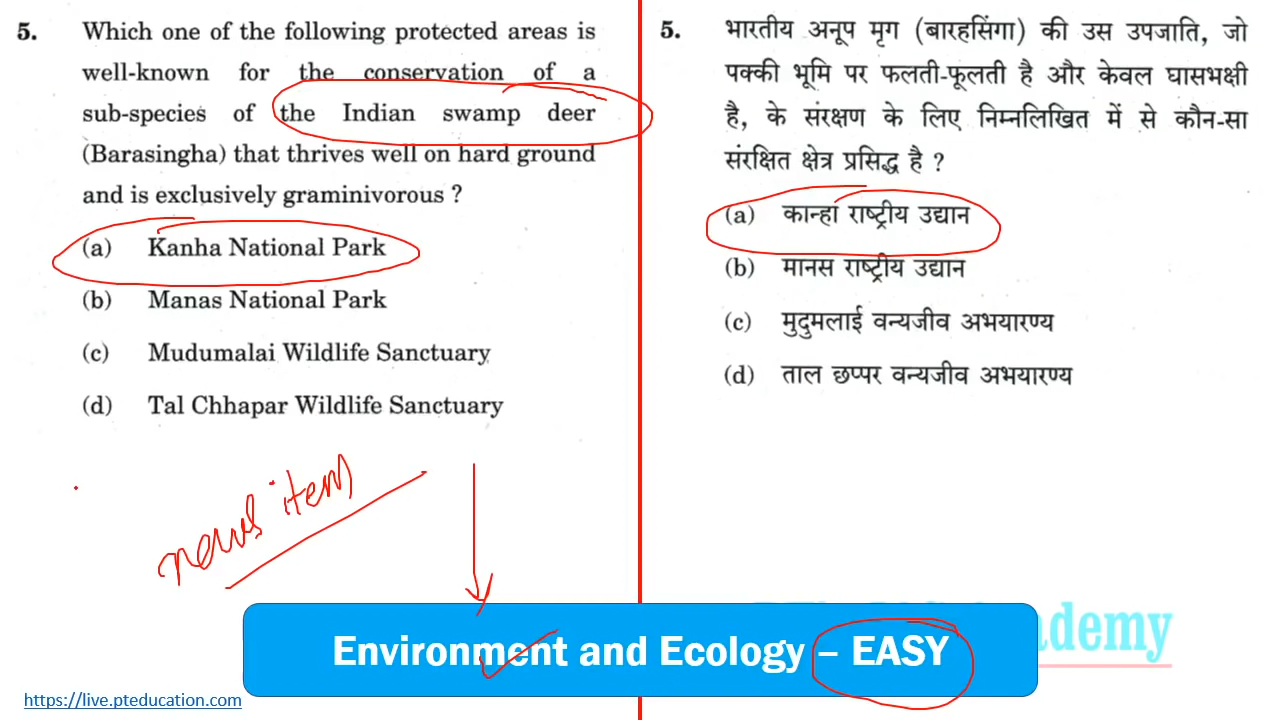 5. Which one of the following protected areas is
well-known for the conservation of a
sub-species of the Indian swamp deer
(Barasingha) that thrives well on hard ground
and is exclusively graminivorous ?
(a) Kanha National Park
(b) Manas National Park
(c) Mudumalai Wildlife Sanctuary
(d) Tal Chhapar Wildlife Sanctuary
news item
5. भारतीय अनूप मृग (बारहसिंगा) की उस उपजाति, जो
पक्की भूमि पर फलती-फूलती है और केवल घासभक्षी
है, के संरक्षण के लिए निम्नलिखित में से कौन-सा
संरक्षित क्षेत्र प्रसिद्ध है ?
(a) कान्हा राष्ट्रीय उद्यान
(b) मानस राष्ट्रीय उद्यान
(c) मुदुमलाई वन्यजीव अभयारण्य
(d) ताल छप्पर वन्यजीव अभयारण्य
Environment and Ecology – EASY
https://live.pteducation.com